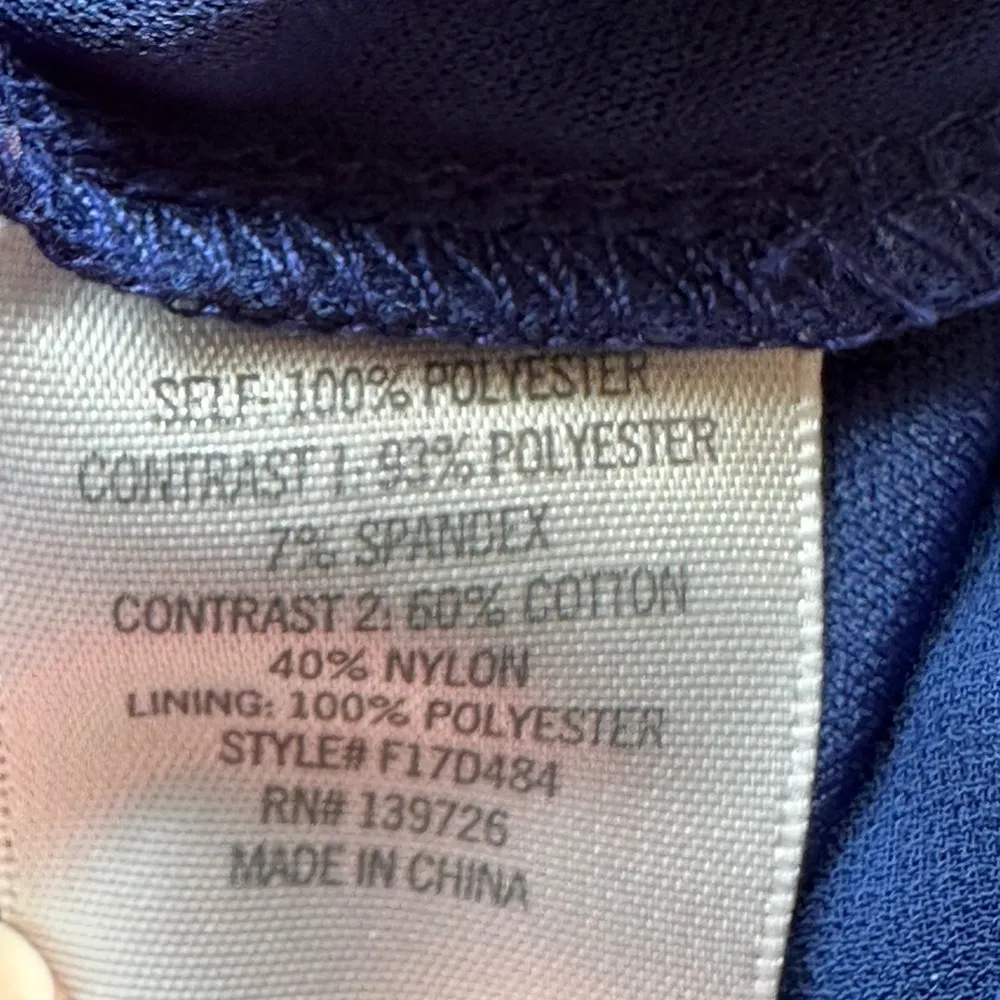 SELF- 100% POLYESTER
CONTRAST 1: 93% POLYESTER
7% SPANDEX
CONTRAST 2: 60% COTTON
40% NYLON
LINING: 100% POLYESTER
STYLE# F17D484
RN# 139726
MADE IN CHINA